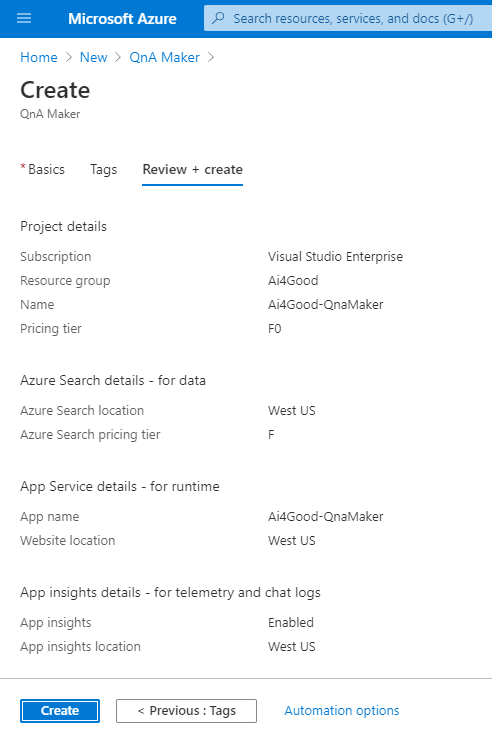 Microsoft Azure
Search resources, services, and docs (G+/)
Home > New > QnA Maker >
Create
QnA Maker
* Basics Tags Review + create
Project details
Subscription Visual Studio Enterprise
Resource group Ai4Good
Name Ai4Good-QnaMaker
Pricing tier F0
Azure Search details - for data
Azure Search location West US
Azure Search pricing tier F
App Service details - for runtime
App name Ai4Good-QnaMaker
Website location West US
App insights details - for telemetry and chat logs
App insights Enabled
App insights location West US
Create < Previous : Tags Automation options